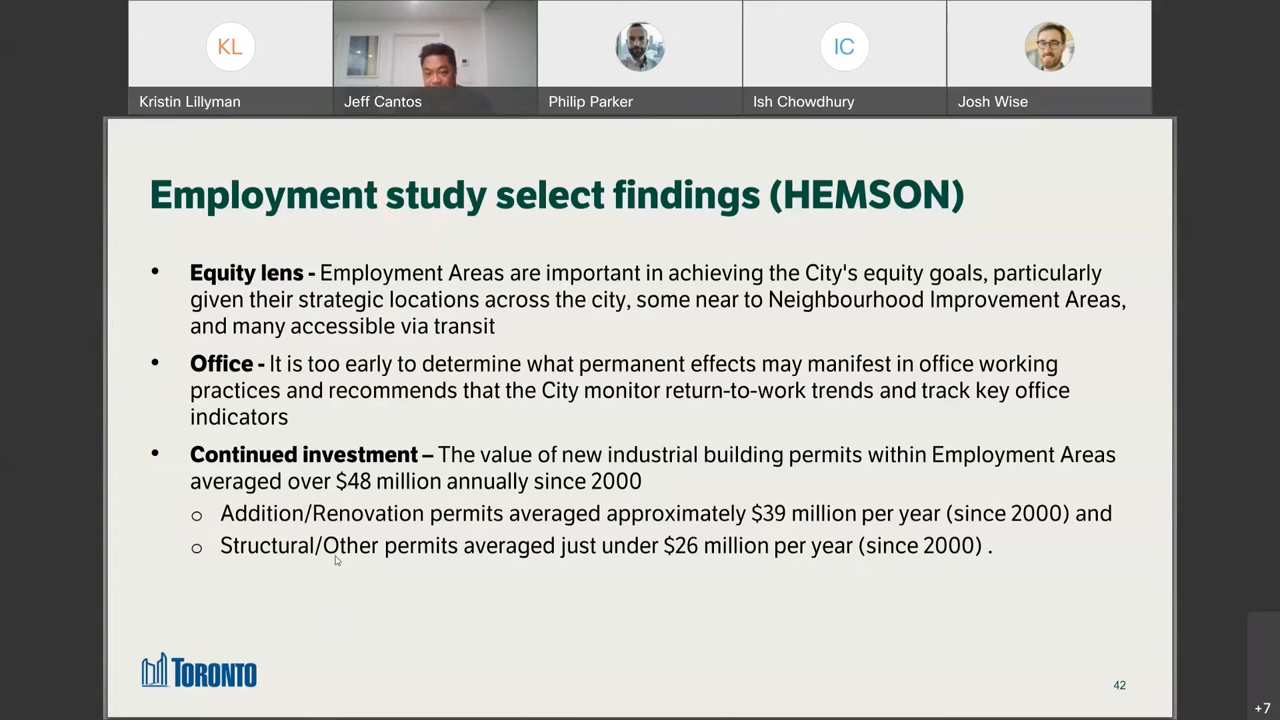 KL
IC
Kristin Lillyman
Jeff Cantos
Philip Parker
Ish Chowdhury
Josh Wise
Employment study select findings (HEMSON)
• Equity lens - Employment Areas are important in achieving the City's equity goals, particularly
given their strategic locations across the city, some near to Neighbourhood Improvement Areas,
and many accessible via transit
• Office - It is too early to determine what permanent effects may manifest in office working
practices and recommends that the City monitor return-to-work trends and track key office
indicators
• Continued investment – The value of new industrial building permits within Employment Areas
averaged over $48 million annually since 2000
o Addition/Renovation permits averaged approximately $39 million per year (since 2000) and
o Structural/Other permits averaged just under $26 million per year (since 2000) .
TORONTO
42
+7